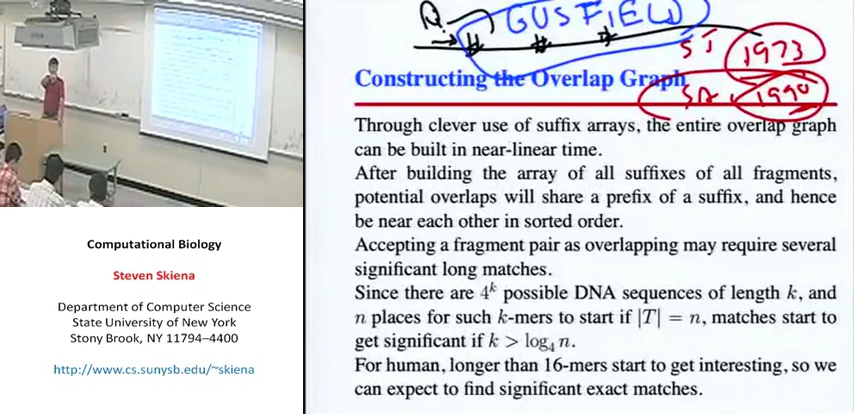 Computational Biology
Steven Skiena
Department of Computer Science
State University of New York
Stony Brook, NY 11794–4400
http://www.cs.sunysb.edu/~skiena
GUSFIELD
ST 1973
SA 1990
Constructing the Overlap Graph
Through clever use of suffix arrays, the entire overlap graph
can be built in near-linear time.
After building the array of all suffixes of all fragments,
potential overlaps will share a prefix of a suffix, and hence
be near each other in sorted order.
Accepting a fragment pair as overlapping may require several
significant long matches.
Since there are 4^k possible DNA sequences of length k, and
n places for such k-mers to start if |T| = n, matches start to
get significant if k > log₄ n.
For human, longer than 16-mers start to get interesting, so we
can expect to find significant exact matches.